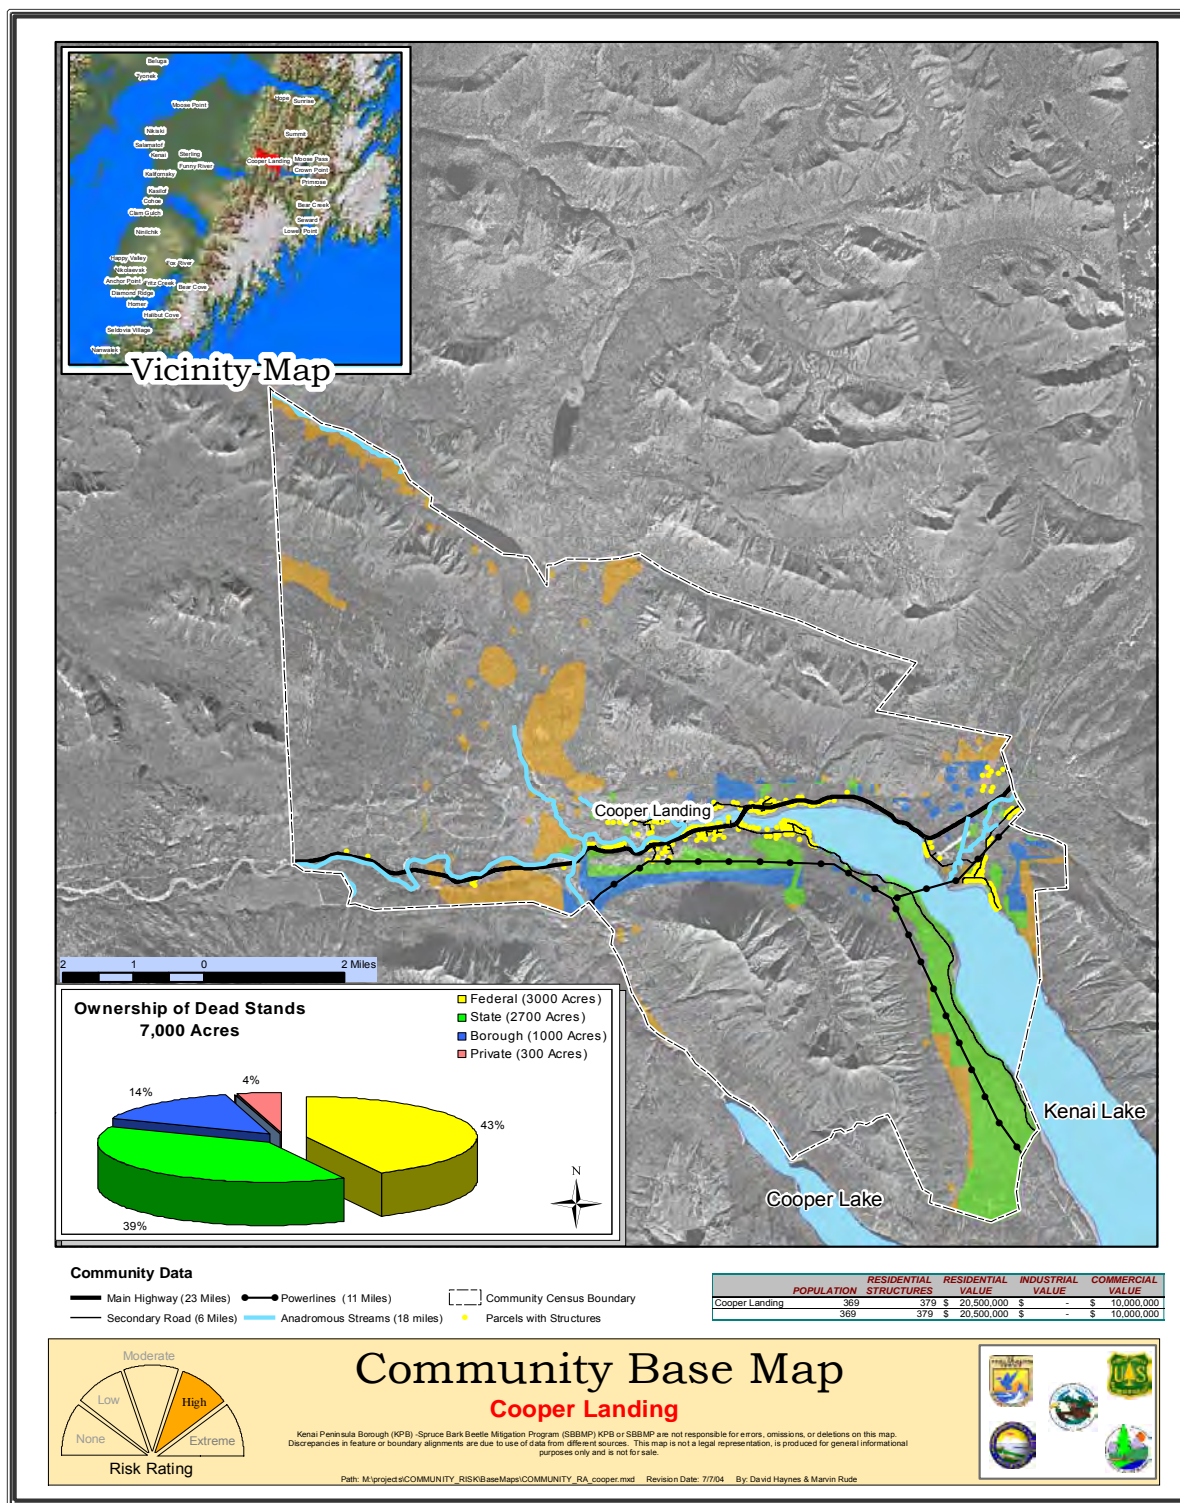 Beluga
Tyonek
Moose Point
Hope
Sunrise
Nikiski
Summit
Salamatof
Kenai
Sterling
Cooper Landing
Moose Pass
Funny River
Crown Point
Kalifornsky
Primrose
Kasilof
Cohoe
Bear Creek
Clam Gulch
Seward
Ninilchik
Lowell Point
Happy Valley
Fox River
Nikolaevsk
Anchor Point
Fritz Creek
Bear Cove
Diamond Ridge
Homer
Halibut Cove
Seldovia Village
Nanwalek
Vicinity Map
Cooper Landing
Kenai Lake
Cooper Lake
2 1 0 2 Miles
Ownership of Dead Stands
7,000 Acres
Federal (3000 Acres)
State (2700 Acres)
Borough (1000 Acres)
Private (300 Acres)
4%
14%
43%
39%
N
Community Data
Main Highway (23 Miles) Powerlines (11 Miles) Community Census Boundary
Secondary Road (6 Miles) Anadromous Streams (18 miles) Parcels with Structures
RESIDENTIAL RESIDENTIAL INDUSTRIAL COMMERCIAL
POPULATION STRUCTURES VALUE VALUE VALUE
Cooper Landing 369 379 $ 20,500,000 $ - $ 10,000,000
369 379 $ 20,500,000 $ - $ 10,000,000
Moderate
Low
High
None
Extreme
Risk Rating
Community Base Map
Cooper Landing
Kenai Peninsula Borough (KPB) -Spruce Bark Beetle Mitigation Program (SBBMP) KPB or SBBMP are not responsible for errors, omissions, or deletions on this map.
Discrepancies in feature or boundary alignments are due to use of data from different sources. This map is not a legal representation, is produced for general informational
purposes only and is not for sale.
Path: M:\projects\COMMUNITY_RISK\BaseMaps\COMMUNITY_RA_cooper.mxd Revision Date: 7/7/04 By: David Haynes & Marvin Rude
UAS